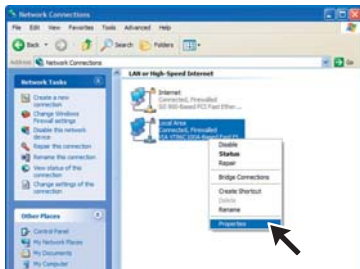 Network Connections
File Edit View Favorites Tools Advanced Help
Back Search Folders
Address Network Connections Go
Network Tasks
Create a new
connection
Change Windows
Firewall settings
Disable this network
device
Repair this connection
Rename this connection
View status of this
connection
Change settings of this
connection
Other Places
Control Panel
My Network Places
My Documents
My Computer
LAN or High-Speed Internet
Internet
Connected, Firewalled
Local Area
Connected, Firewalled
Disable
Status
Repair
Bridge Connections
Create Shortcut
Delete
Rename
Properties